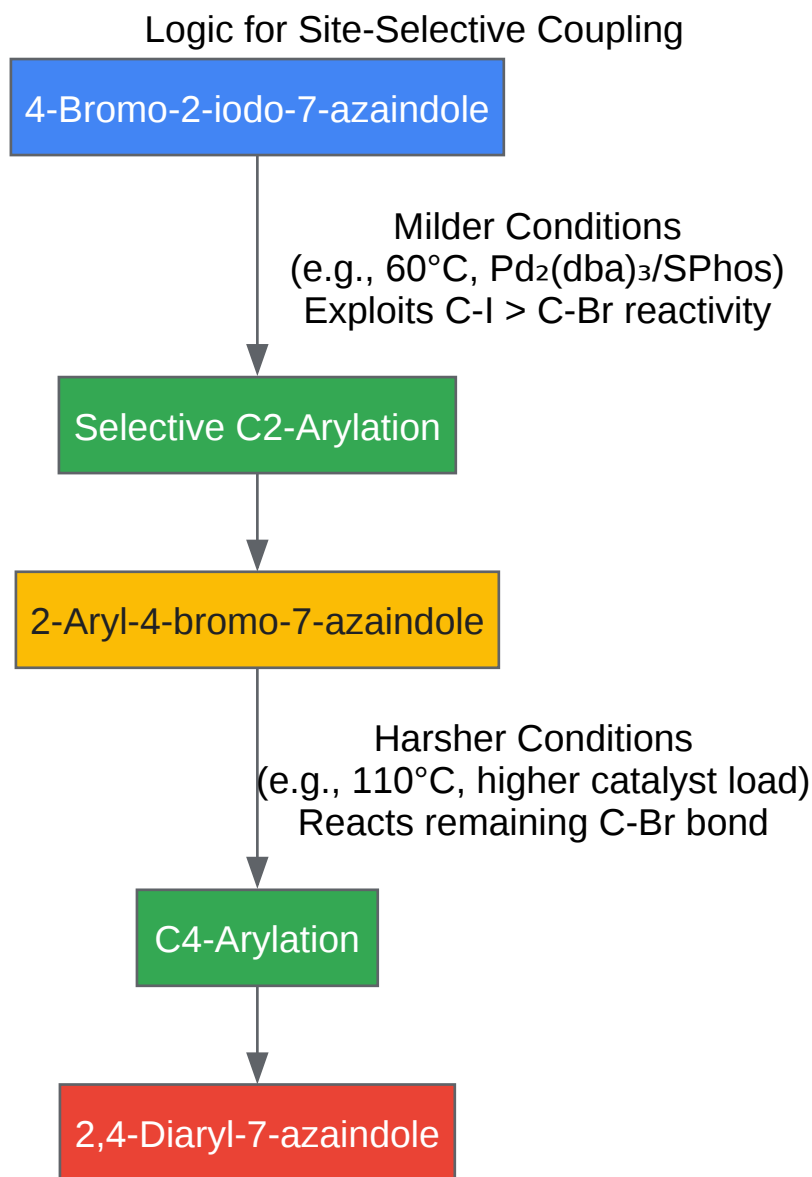 Logic for Site-Selective Coupling
4-Bromo-2-iodo-7-azaindole
Milder Conditions
(e.g., 60°C, Pd₂(dba)₃/SPhos)
Exploits C-I > C-Br reactivity
Selective C2-Arylation
2-Aryl-4-bromo-7-azaindole
Harsher Conditions
(e.g., 110°C, higher catalyst load)
Reacts remaining C-Br bond
C4-Arylation
2,4-Diaryl-7-azaindole